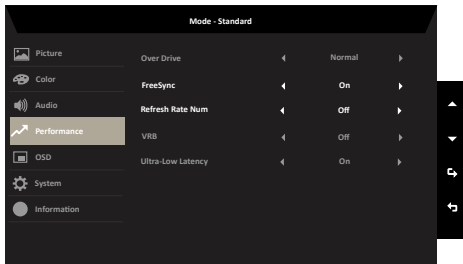 Mode - Standard
Picture
Color
Audio
Performance
OSD
System
Information
Over Drive Normal
FreeSync On
Refresh Rate Num Off
VRB Off
Ultra-Low Latency On